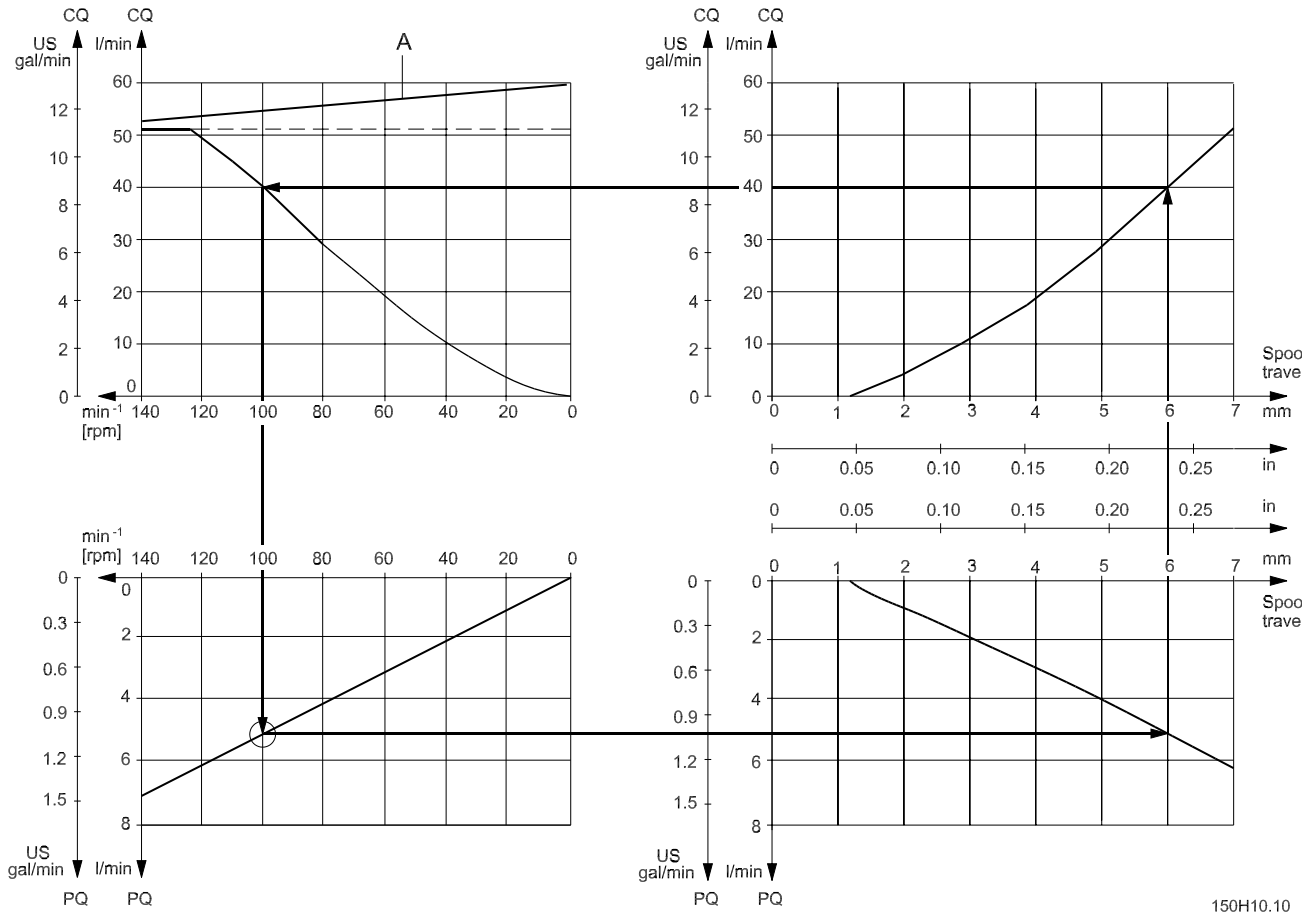 CQ CQ
US gal/min l/min
A
60
12
50
10
40
8
30
6
20
4
10
2
0
0
min-1 [rpm]
140 120 100 80 60 40 20 0
CQ CQ
US gal/min l/min
60
12
50
10
40
8
30
6
20
4
10
2
0 0
Spoo
trave
0 1 2 3 4 5 6 7 mm
0 0.05 0.10 0.15 0.20 0.25 in
0 0.05 0.10 0.15 0.20 0.25 in
min-1
[rpm] 140 120 100 80 60 40 20 0
0 0
0.3
2
0.6
4
0.9
1.2
6
1.5
8
US gal/min l/min
PQ PQ
0 1 2 3 4 5 6 7 mm
Spoo
trave
0 0
0.3
2
0.6
4
0.9
1.2 6
1.5
8
US gal/min l/min
PQ PQ
150H10.10